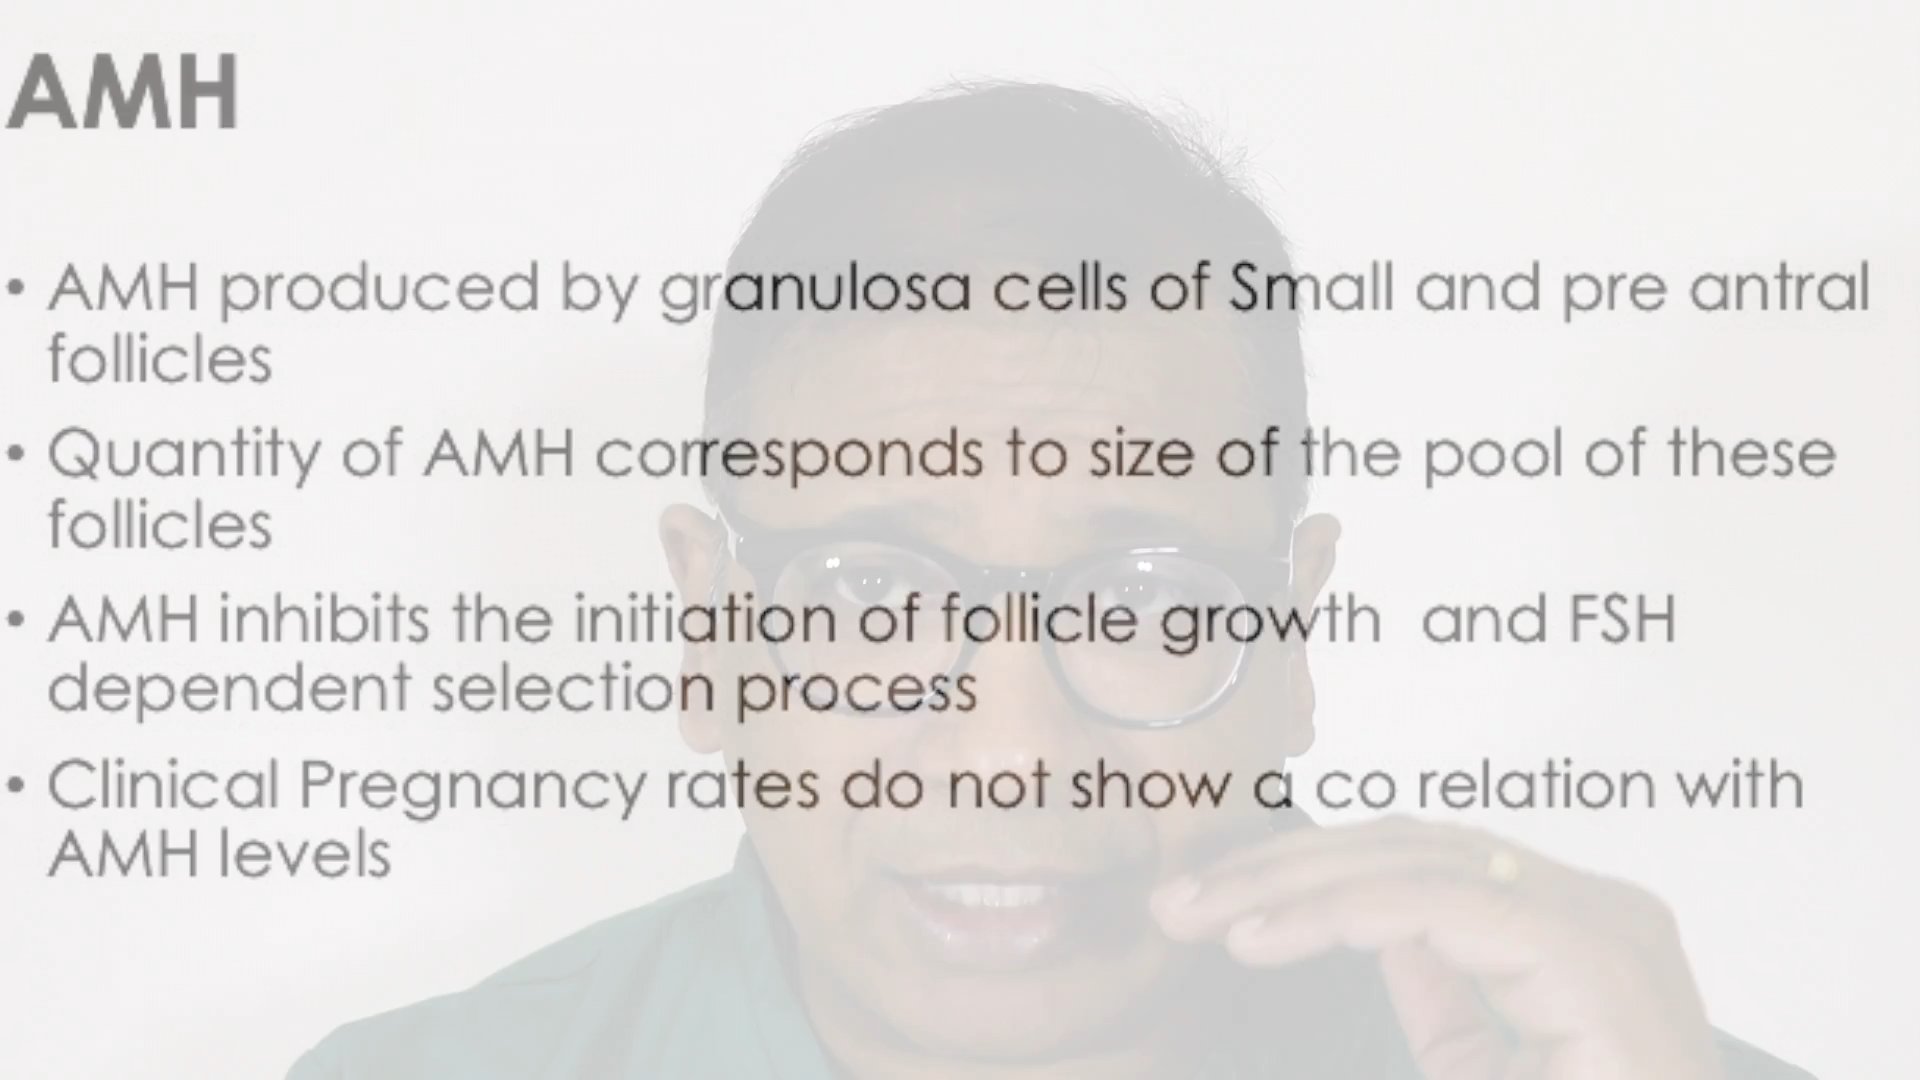 AMH
• AMH produced by granulosa cells of Small and pre antral
follicles
• Quantity of AMH corresponds to size of the pool of these
follicles
• AMH inhibits the initiation of follicle growth and FSH
dependent selection process
• Clinical Pregnancy rates do not show a co relation with
AMH levels